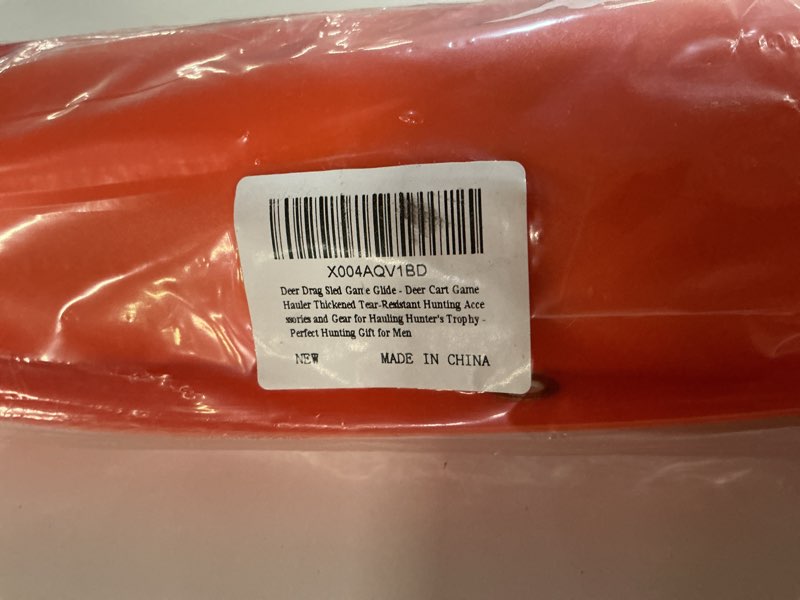 X004AQV1BD
Deer Drag Sled Game Glide - Deer Cart Game
Hauler Thickened Tear-Resistant Hunting Acce
ssories and Gear for Hauling Hunter's Trophy -
Perfect Hunting Gift for Men
NEW MADE IN CHINA